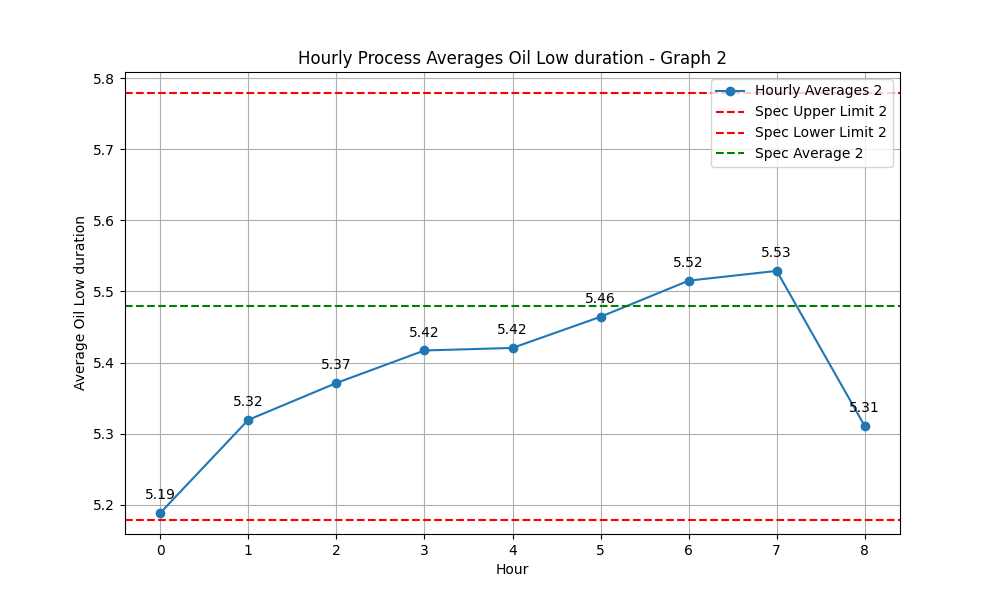 Hourly Process Averages Oil Low duration - Graph 2
5.8
5.7
5.6
5.5
5.4
5.3
5.2
Average Oil Low duration
Hourly Averages 2
Spec Upper Limit 2
Spec Lower Limit 2
Spec Average 2
5.19
5.32
5.37
5.42
5.42
5.46
5.52
5.53
5.31
0 1 2 3 4 5 6 7 8
Hour